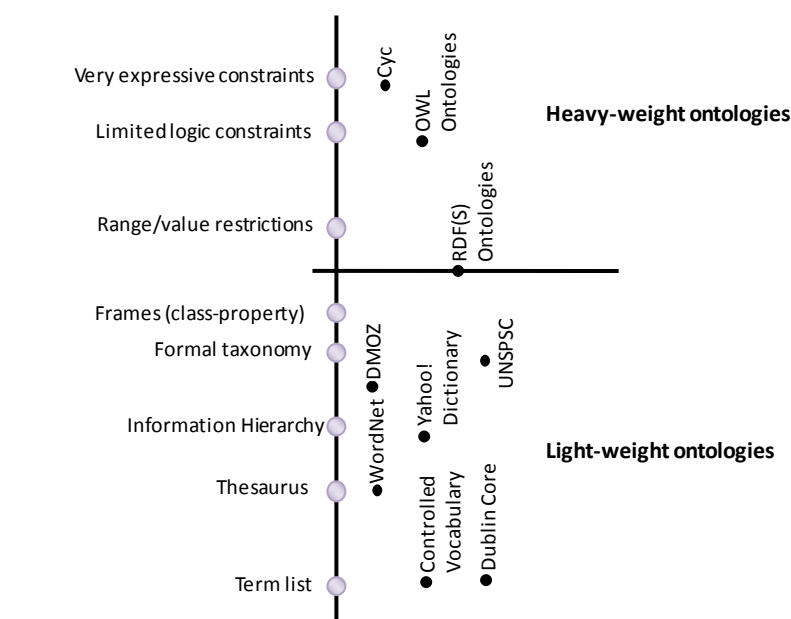 Very expressive constraints
Cyc
OWL
Ontologies
Heavy-weight ontologies
Limited logic constraints
Range/value restrictions
RDF(S)
Ontologies
Frames (class-property)
Formal taxonomy
DMOZ
Yahoo!
Dictionary
UNSPSC
Information Hierarchy
WordNet
Light-weight ontologies
Thesaurus
Controlled
Vocabulary
Dublin Core
Term list